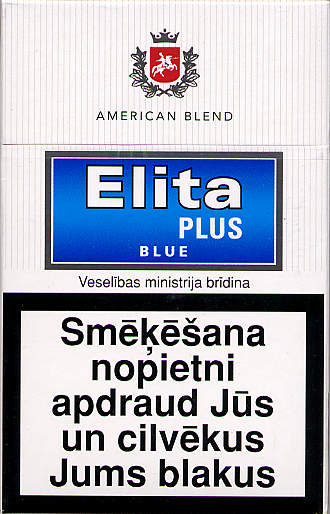 AMERICAN BLEND
Elita
PLUS
BLUE
Veselības ministrija brīdina
Smēķēšana
nopietni
apdraud Jūs
un cilvēkus
Jums blakus